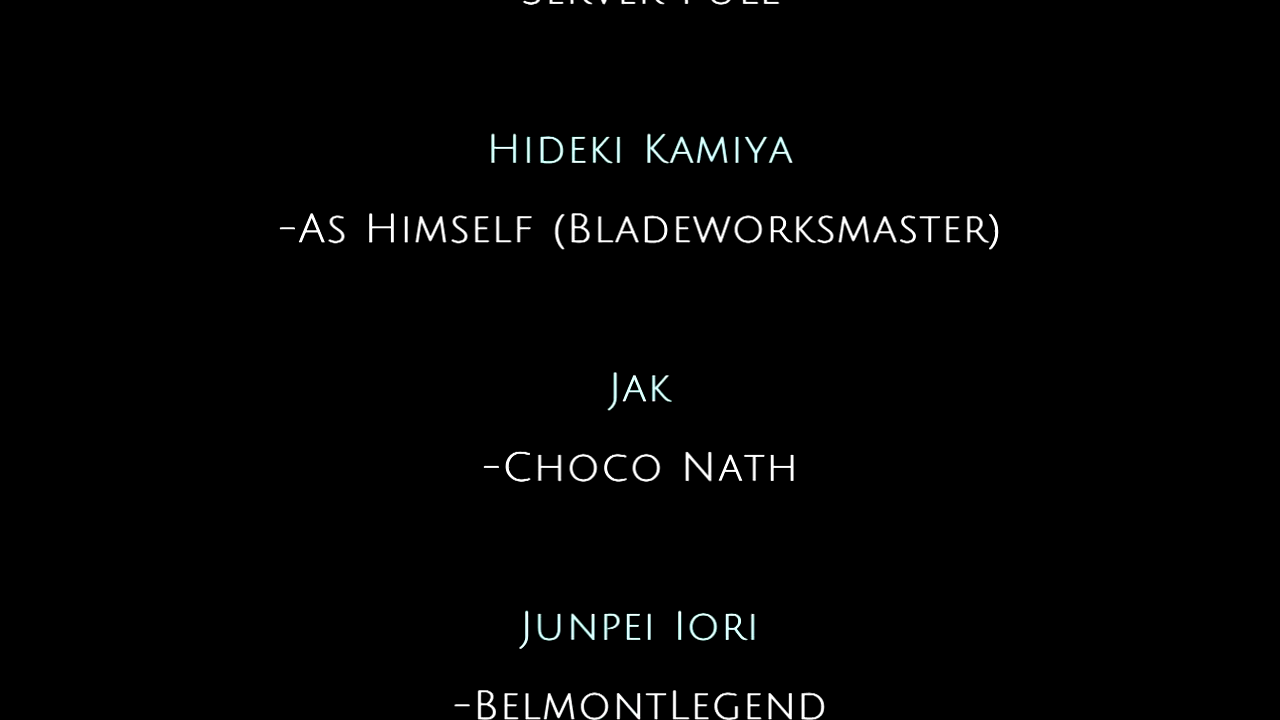 Hideki Kamiya
-As Himself (Bladeworksmaster)
Jak
-Choco Nath
Junpei Iori
-BelmontLegend